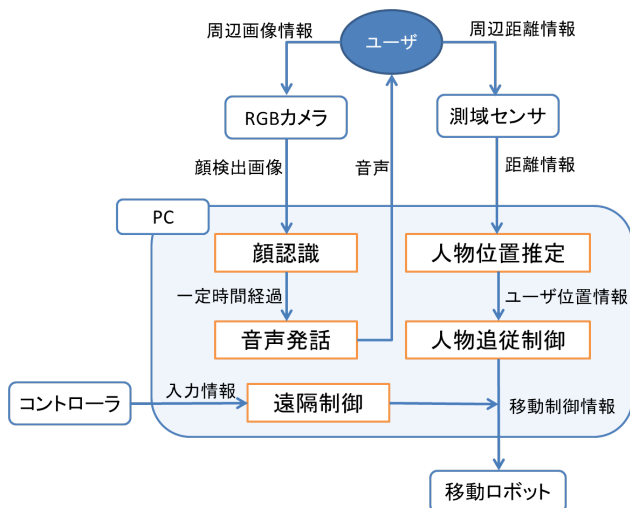 周辺画像情報
ユーザ
周辺距離情報
RGBカメラ
測域センサ
顔検出画像
音声
距離情報
PC
顔認識
人物位置推定
一定時間経過
ユーザ位置情報
音声発話
人物追従制御
入力情報
コントローラ
遠隔制御
移動制御情報
移動ロボット